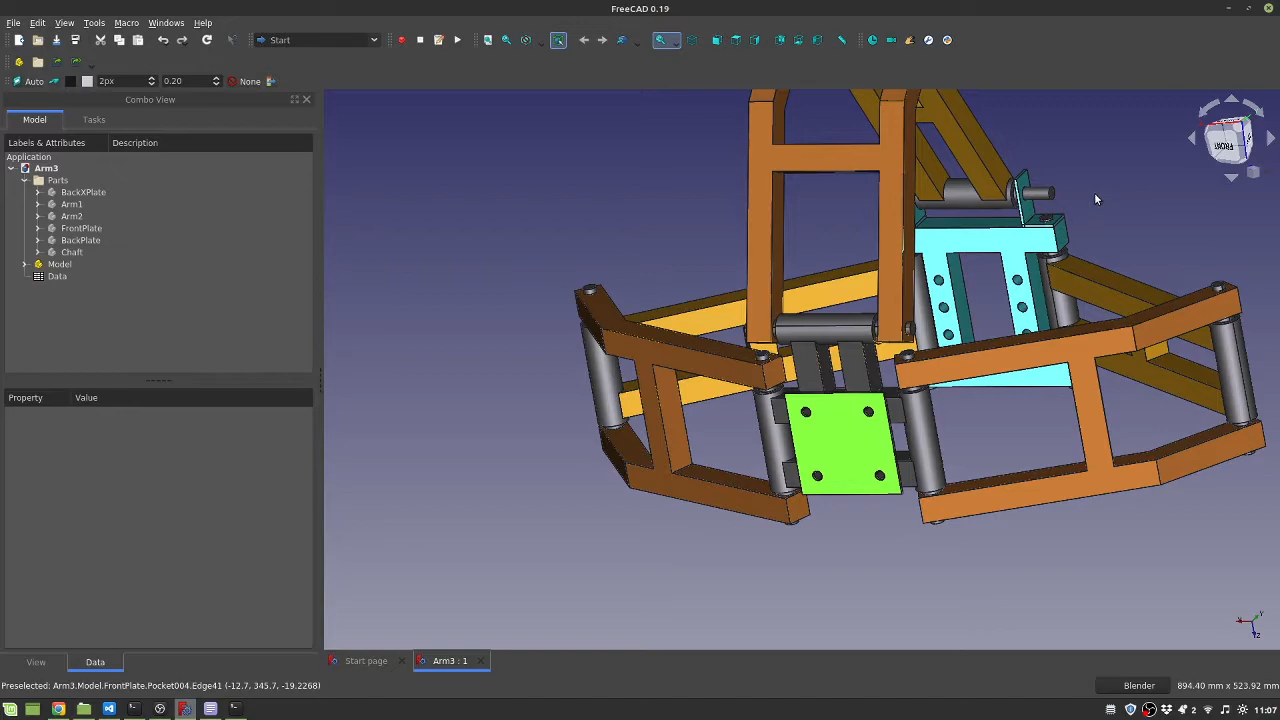 FreeCAD 0.19
File Edit View Tools Macro Windows Help
Start
Auto 2px 0.20 None
Combo View
Model Tasks
Labels & Attributes Description
Application
Arm3
Parts
BackXPlate
Arm1
Arm2
FrontPlate
BackPlate
Chaft
Model
Data
Property Value
FRONT
View Data
Start page Arm3 : 1
Preselected: Arm3.Model.FrontPlate.Pocket004.Edge41 (-12.7, 345.7, -19.2268)
Blender 894.40 mm x 523.92 mm
2 11:07